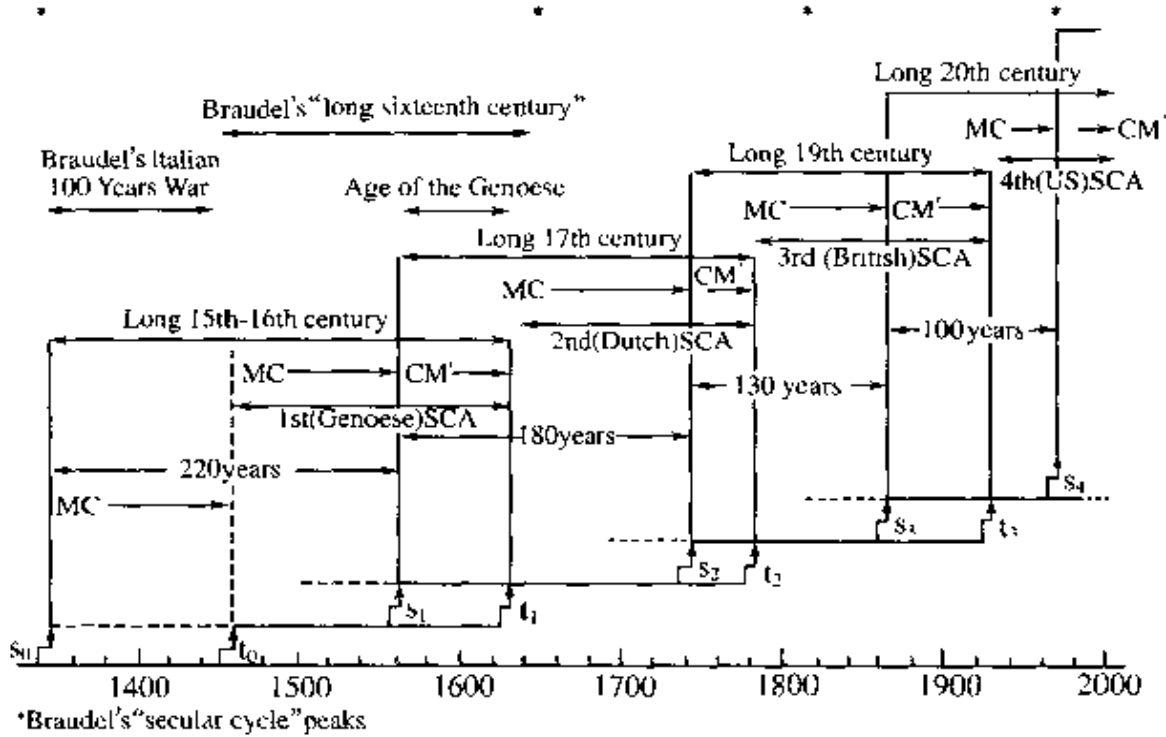 * * * *
Long 20th century
Braudel's“long sixteenth century”
MC CM'
Braudel's Italian
100 Years War
Age of the Genoese
Long 19th century
4th(US)SCA
MC CM'
Long 17th century
3rd (British)SCA
MC CM'
Long 15th-16th century
2nd(Dutch)SCA
100years
MC CM'
130 years
1st(Genoese)SCA
180years
220years
MC
s4
s3 t3
s2 t2
s1 t1
s0 t0
1400 1500 1600 1700 1800 1900 2000
*Braudel's“secular cycle”peaks